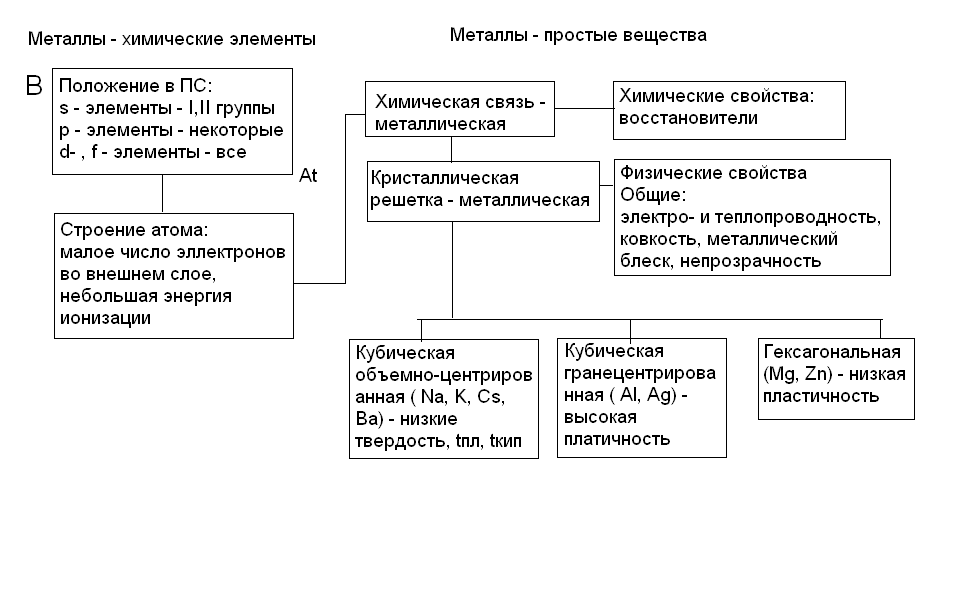 Металлы - химические элементы
Металлы - простые вещества
В
Положение в ПС:
s - элементы - I,II группы
p - элементы - некоторые
d- , f - элементы - все
At
Строение атома:
малое число эллектронов
во внешнем слое,
небольшая энергия
ионизации
Химическая связь -
металлическая
Химические свойства:
восстановители
Кристаллическая
решетка - металлическая
Физические свойства
Общие:
электро- и теплопроводность,
ковкость, металлический
блеск, непрозрачность
Кубическая
объемно-центриров
анная ( Na, K, Cs,
Ba) - низкие
твердость, tпл, tкип
Кубическая
гранецентрирова
нная ( Al, Ag) -
высокая
платичность
Гексагональная
(Mg, Zn) - низкая
пластичность